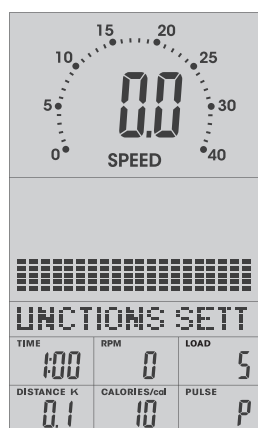 15 20
10 25
5 0.0 30
0 SPEED 40
UNCTIONS SETT
TIME RPM LOAD
1:00 0 5
DISTANCE K CALORIES/cal PULSE
0.1 10 P